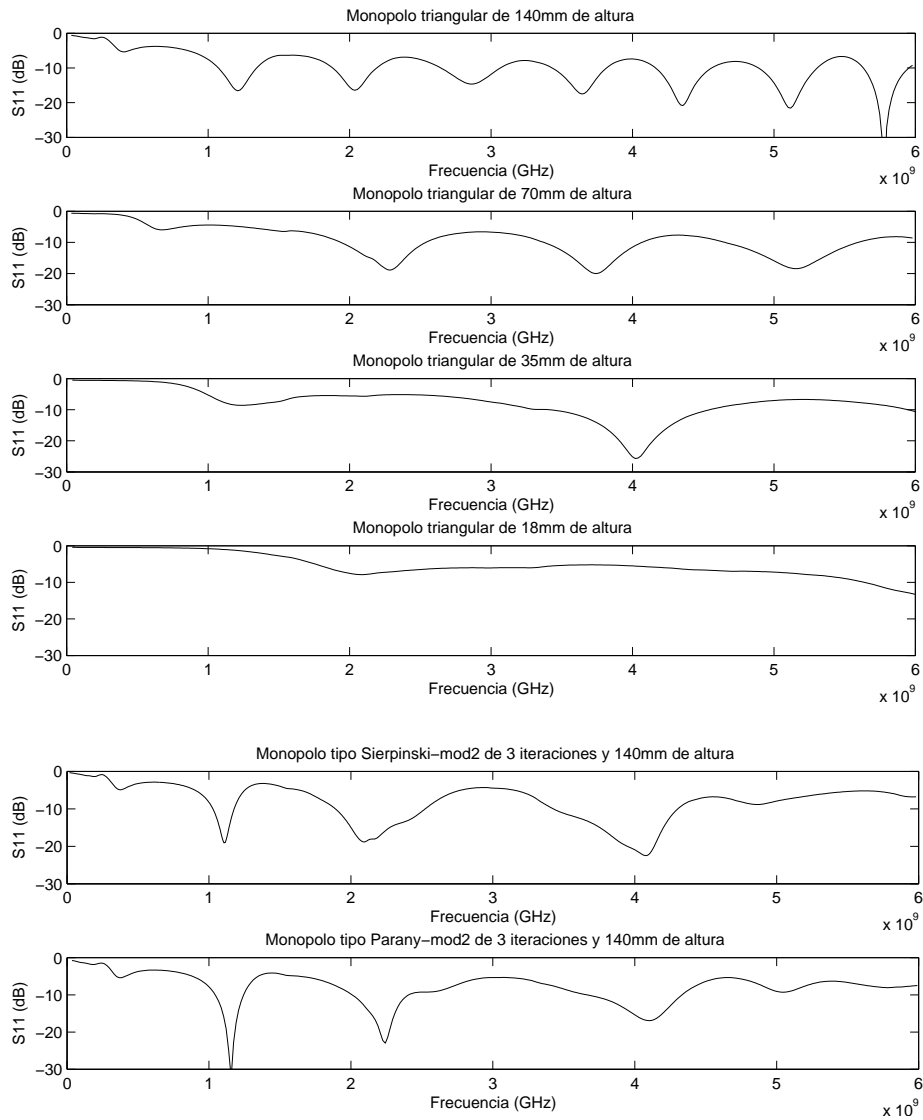 Monopolo triangular de 140mm de altura
0
−10
−20
−30
S11 (dB)
0 1 2 3 4 5 6
Frecuencia (GHz)
x 10^9
Monopolo triangular de 70mm de altura
0
−10
−20
−30
S11 (dB)
0 1 2 3 4 5 6
Frecuencia (GHz)
x 10^9
Monopolo triangular de 35mm de altura
0
−10
−20
−30
S11 (dB)
0 1 2 3 4 5 6
Frecuencia (GHz)
x 10^9
Monopolo triangular de 18mm de altura
0
−10
−20
−30
S11 (dB)
0 1 2 3 4 5 6
Frecuencia (GHz)
x 10^9
Monopolo tipo Sierpinski−mod2 de 3 iteraciones y 140mm de altura
0
−10
−20
−30
S11 (dB)
0 1 2 3 4 5 6
Frecuencia (GHz)
x 10^9
Monopolo tipo Parany−mod2 de 3 iteraciones y 140mm de altura
0
−10
−20
−30
S11 (dB)
0 1 2 3 4 5 6
Frecuencia (GHz)
x 10^9